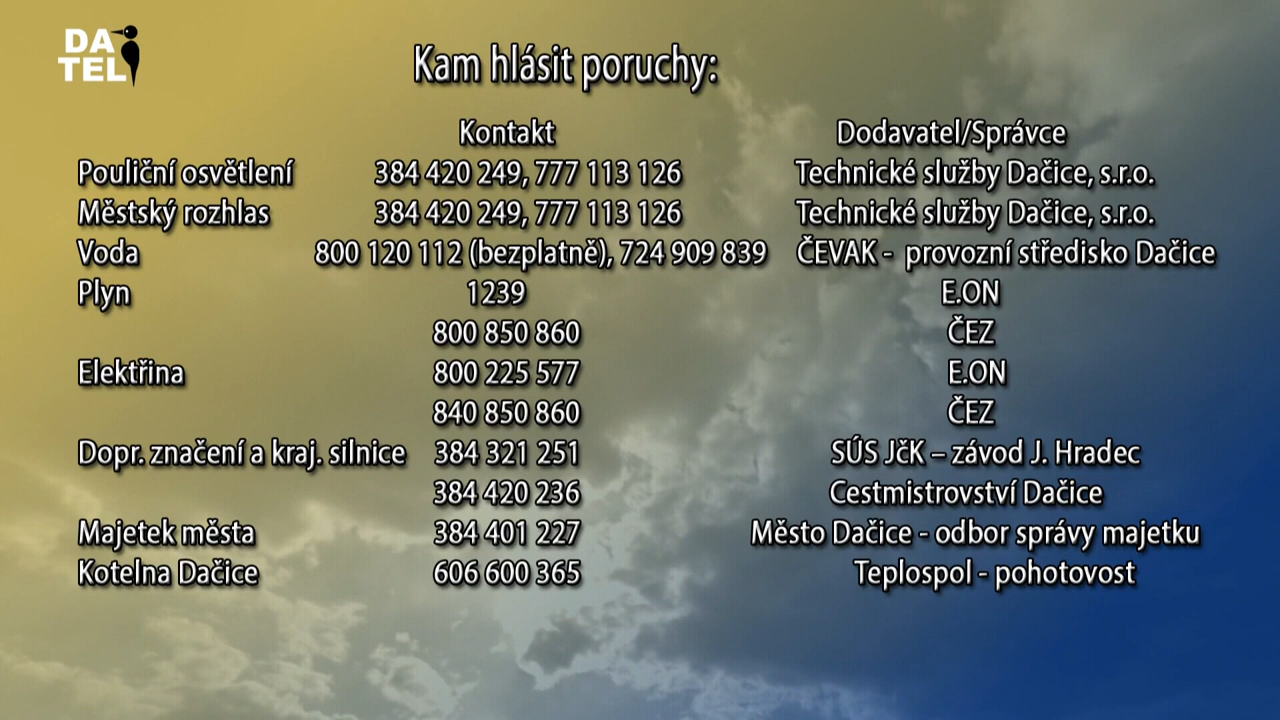 DA
TEL
Kam hlásit poruchy:
Kontakt Dodavatel/Správce
Pouliční osvětlení 384 420 249, 777 113 126 Technické služby Dačice, s.r.o.
Městský rozhlas 384 420 249, 777 113 126 Technické služby Dačice, s.r.o.
Voda 800 120 112 (bezplatně), 724 909 839 ČEVAK - provozní středisko Dačice
Plyn 1239 E.ON
800 850 860 ČEZ
Elektřina 800 225 577 E.ON
840 850 860 ČEZ
Dopr. značení a kraj. silnice 384 321 251 SÚS JčK – závod J. Hradec
384 420 236 Cestmistrovství Dačice
Majetek města 384 401 227 Město Dačice - odbor správy majetku
Kotelna Dačice 606 600 365 Teplospol - pohotovost